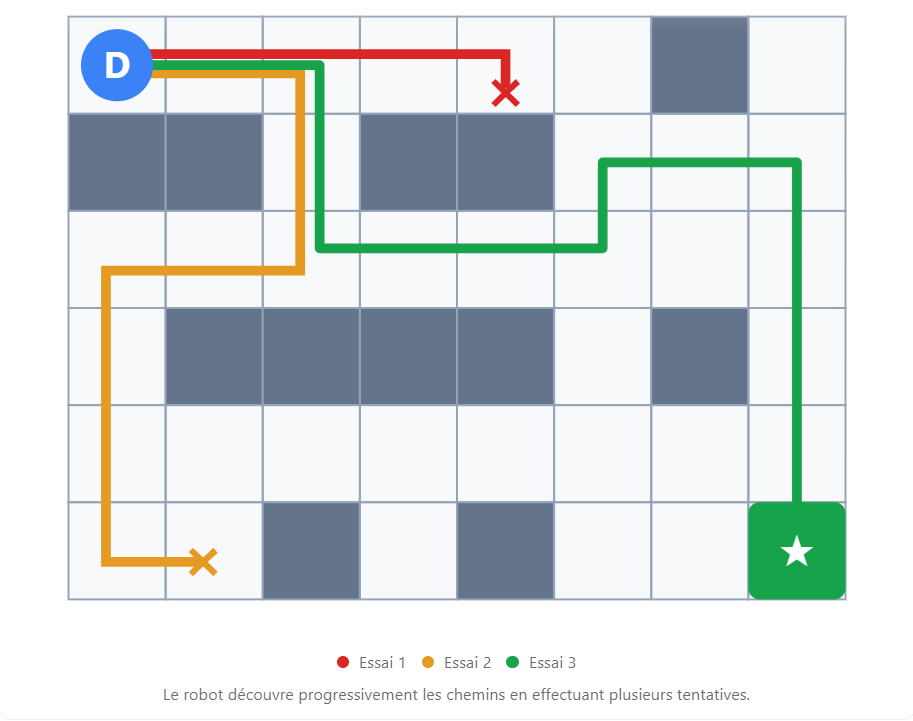 D
Essai 1 Essai 2 Essai 3
Le robot découvre progressivement les chemins en effectuant plusieurs tentatives.